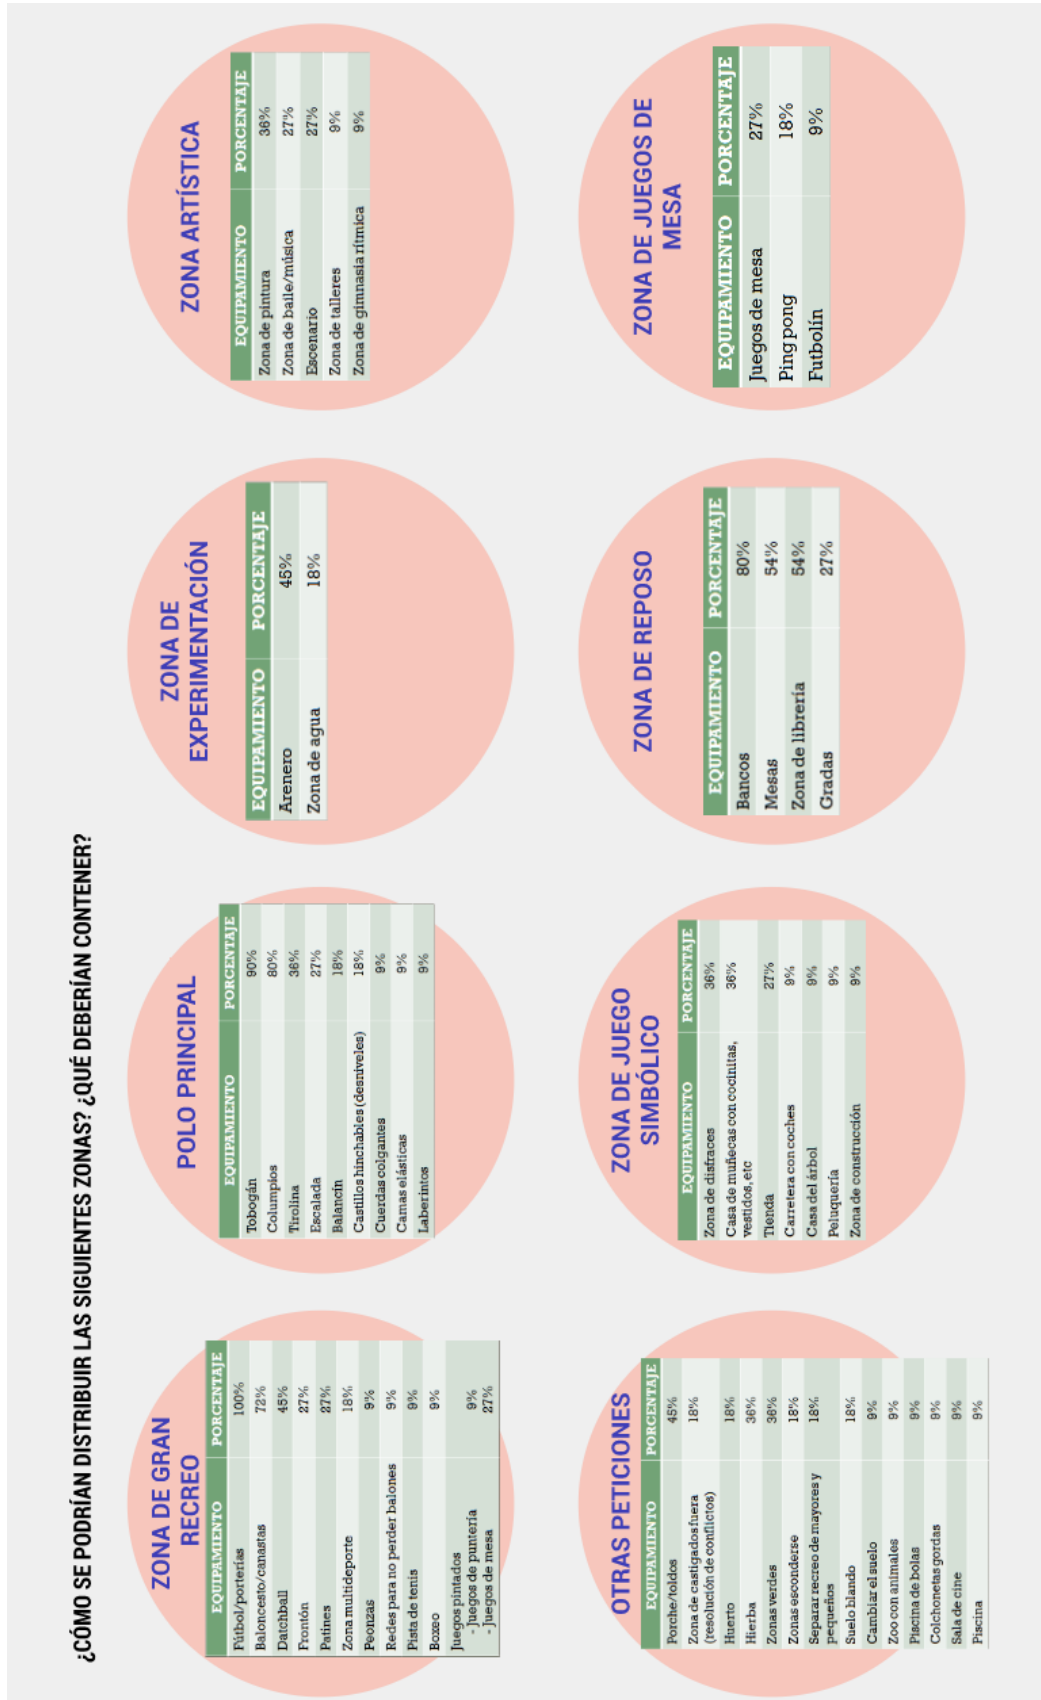 ¿CÓMO SE PODRÍAN DISTRIBUIR LAS SIGUIENTES ZONAS? ¿QUÉ DEBERÍAN CONTENER?
ZONA DE GRAN
RECREO
EQUIPAMIENTO PORCENTAJE
Fútbol/porterías 100%
Baloncesto/canastas 72%
Datchball 45%
Frontón 27%
Patines 27%
Zona multideporte 18%
Peonzas 9%
Redes para no perder balones 9%
Pista de tenis 9%
Boxeo 9%
Juegos pintados
- Juegos de puntería 9%
- Juegos de mesa 27%
POLO PRINCIPAL
EQUIPAMIENTO PORCENTAJE
Tobogán 90%
Columpios 80%
Tirolina 36%
Escalada 27%
Balancín 18%
Castillos hinchables (desniveles) 18%
Cuerdas colgantes 9%
Camas elásticas 9%
Laberintos 9%
ZONA DE
EXPERIMENTACIÓN
EQUIPAMIENTO PORCENTAJE
Arenero 45%
Zona de agua 18%
ZONA ARTÍSTICA
EQUIPAMIENTO PORCENTAJE
Zona de pintura 36%
Zona de baile/música 27%
Escenario 27%
Zona de talleres 9%
Zona de gimnasia rítmica 9%
OTRAS PETICIONES
EQUIPAMIENTO PORCENTAJE
Porche/toldos 45%
Zona de castigados fuera 18%
(resolución de conflictos)
Huerto 18%
Hierba 36%
Zonas verdes 36%
Zonas esconderse 18%
Separar recreo de mayores y 18%
pequeños
Suelo blando 18%
Cambiar el suelo 9%
Zoo con animales 9%
Piscina de bolas 9%
Colchonetas gordas 9%
Sala de cine 9%
Piscina 9%
ZONA DE JUEGO
SIMBÓLICO
EQUIPAMIENTO PORCENTAJE
Zona de disfraces 36%
Casa de muñecas con cocinitas, 36%
vestidos, etc
Tienda 27%
Carretera con coches 9%
Casa del árbol 9%
Peluquería 9%
Zona de construcción 9%
ZONA DE REPOSO
EQUIPAMIENTO PORCENTAJE
Bancos 80%
Mesas 54%
Zona de librería 54%
Gradas 27%
ZONA DE JUEGOS DE
MESA
EQUIPAMIENTO PORCENTAJE
Juegos de mesa 27%
Ping pong 18%
Futbolín 9%